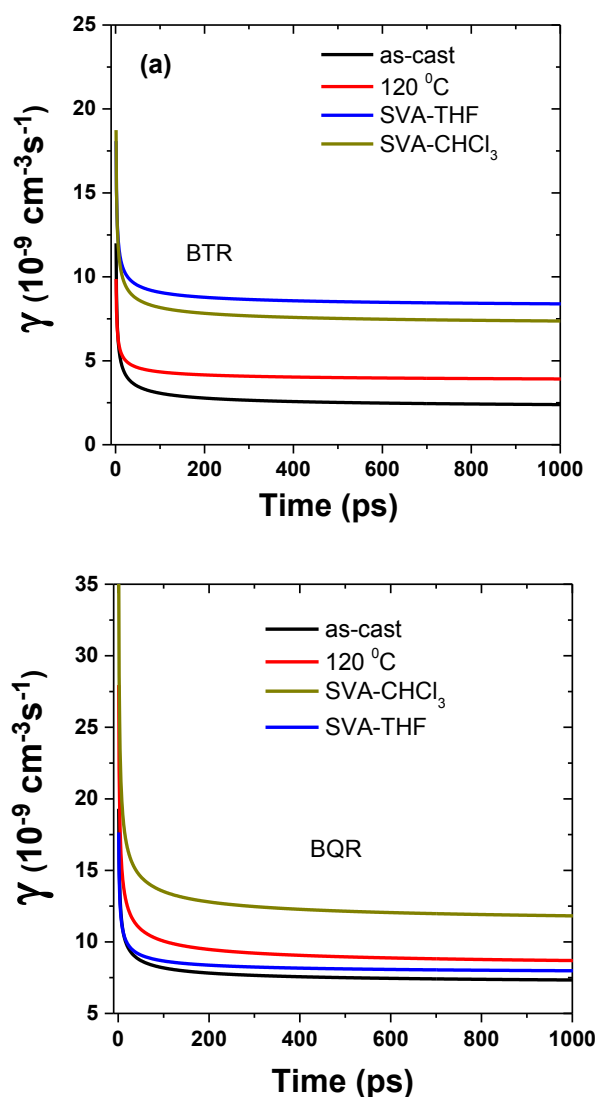 (a)
as-cast
120 ⁰C
SVA-THF
SVA-CHCl₃
BTR
γ (10⁻⁹ cm⁻³s⁻¹)
25
20
15
10
5
0
0 200 400 600 800 1000
Time (ps)
as-cast
120 ⁰C
SVA-CHCl₃
SVA-THF
BQR
γ (10⁻⁹ cm⁻³s⁻¹)
35
30
25
20
15
10
5
0 200 400 600 800 1000
Time (ps)